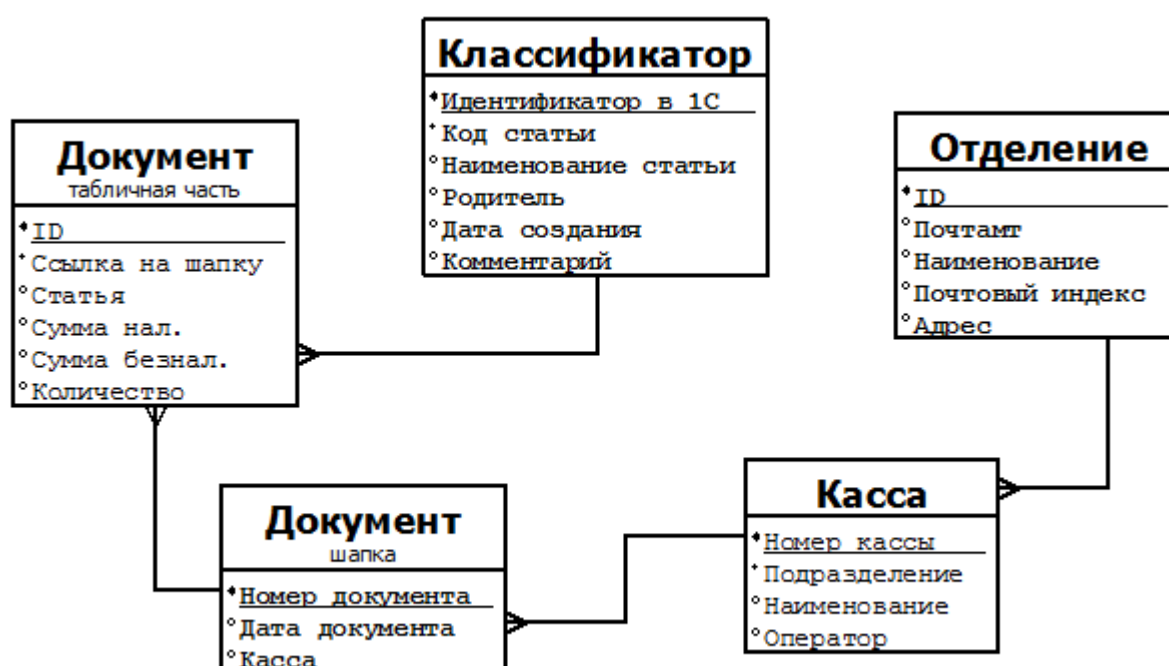 Классификатор
Идентификатор в 1С
Код статьи
Наименование статьи
Родитель
Дата создания
Комментарий
Документ
табличная часть
ID
Ссылка на шапку
Статья
Сумма нал.
Сумма безнал.
Количество
Отделение
ID
Почтамт
Наименование
Почтовый индекс
Адрес
Документ
шапка
Номер документа
Дата документа
Касса
Касса
Номер кассы
Подразделение
Наименование
Оператор